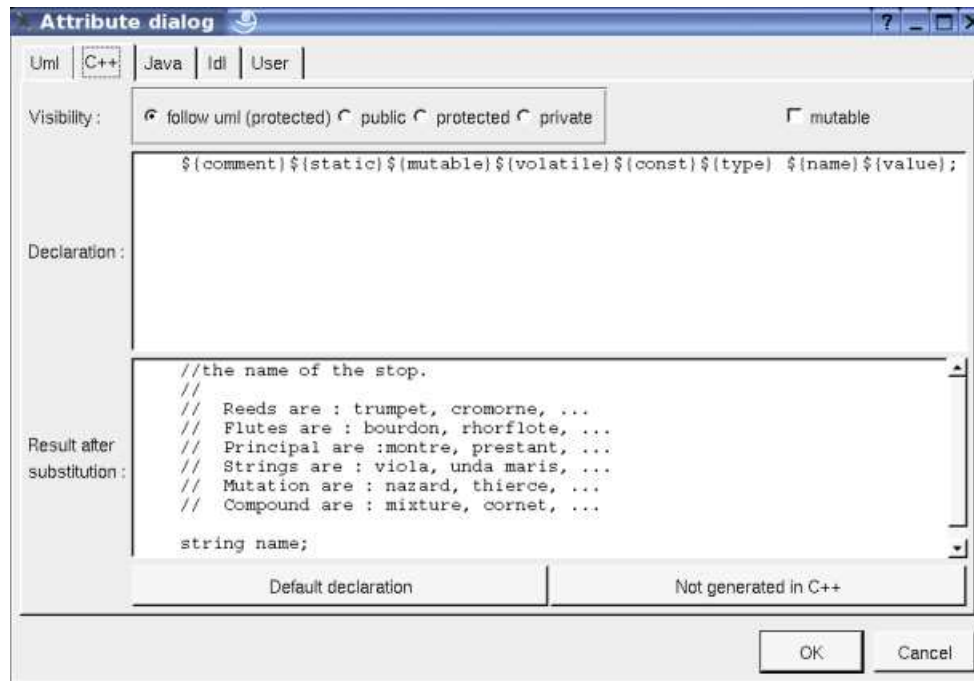 Attribute dialog
Uml C++ Java Idl User
Visibility : follow uml (protected) public protected private mutable
${comment}${static}${mutable}${volatile}${const}${type} ${name}${value};
Declaration :
//the name of the stop.
//
// Reeds are : trumpet, cromorne, ...
// Flutes are : bourdon, rhorflote, ...
// Principal are :montre, prestant, ...
// Strings are : viola, unda maris, ...
// Mutation are : nazard, thierce, ...
// Compound are : mixture, cornet, ...
string name;
Result after
substitution :
Default declaration Not generated in C++
OK Cancel